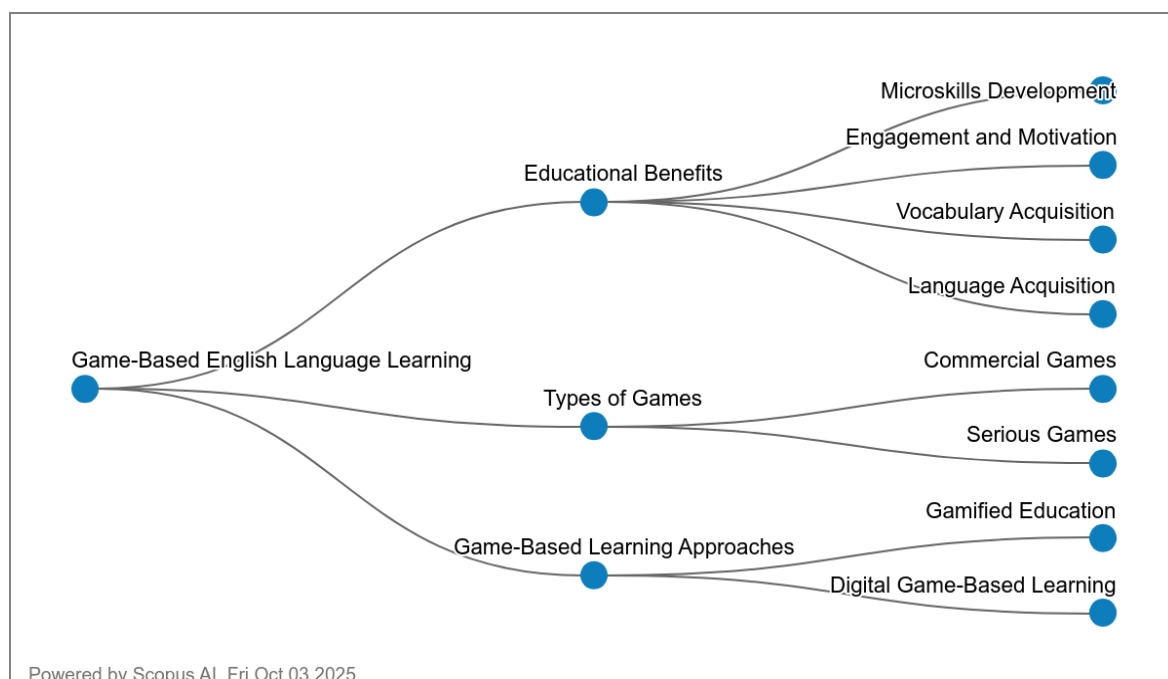 Microskills Development
Engagement and Motivation
Educational Benefits
Vocabulary Acquisition
Language Acquisition
Game-Based English Language Learning
Commercial Games
Types of Games
Serious Games
Gamified Education
Game-Based Learning Approaches
Digital Game-Based Learning
Powered by Scopus AI, Fri Oct 03 2025